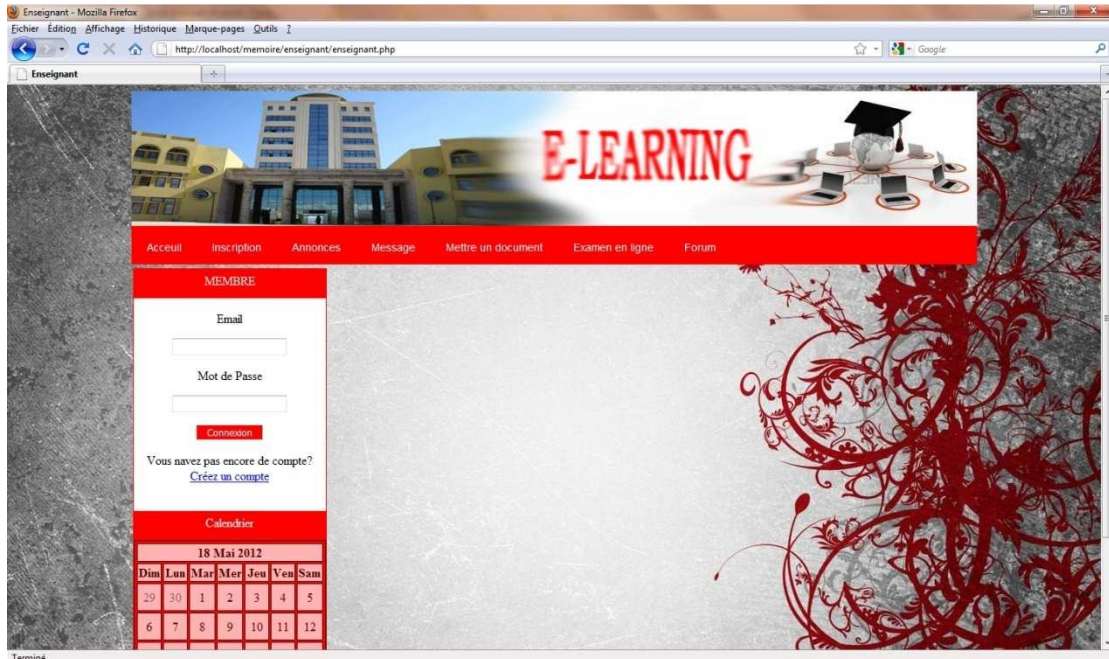 Enseignant - Mozilla Firefox
Fichier Édition Affichage Historique Marque-pages Outils ?
http://localhost/memoire/enseignant/enseignant.php
Google
Enseignant
E-LEARNING
Acceuil Inscription Annonces Message Mettre un document Examen en ligne Forum
MEMBRE
Email
Mot de Passe
Connexion
Vous navez pas encore de compte?
Créez un compte
Calendrier
18 Mai 2012
Dim Lun Mar Mer Jeu Ven Sam
29 30 1 2 3 4 5
6 7 8 9 10 11 12
Terminé